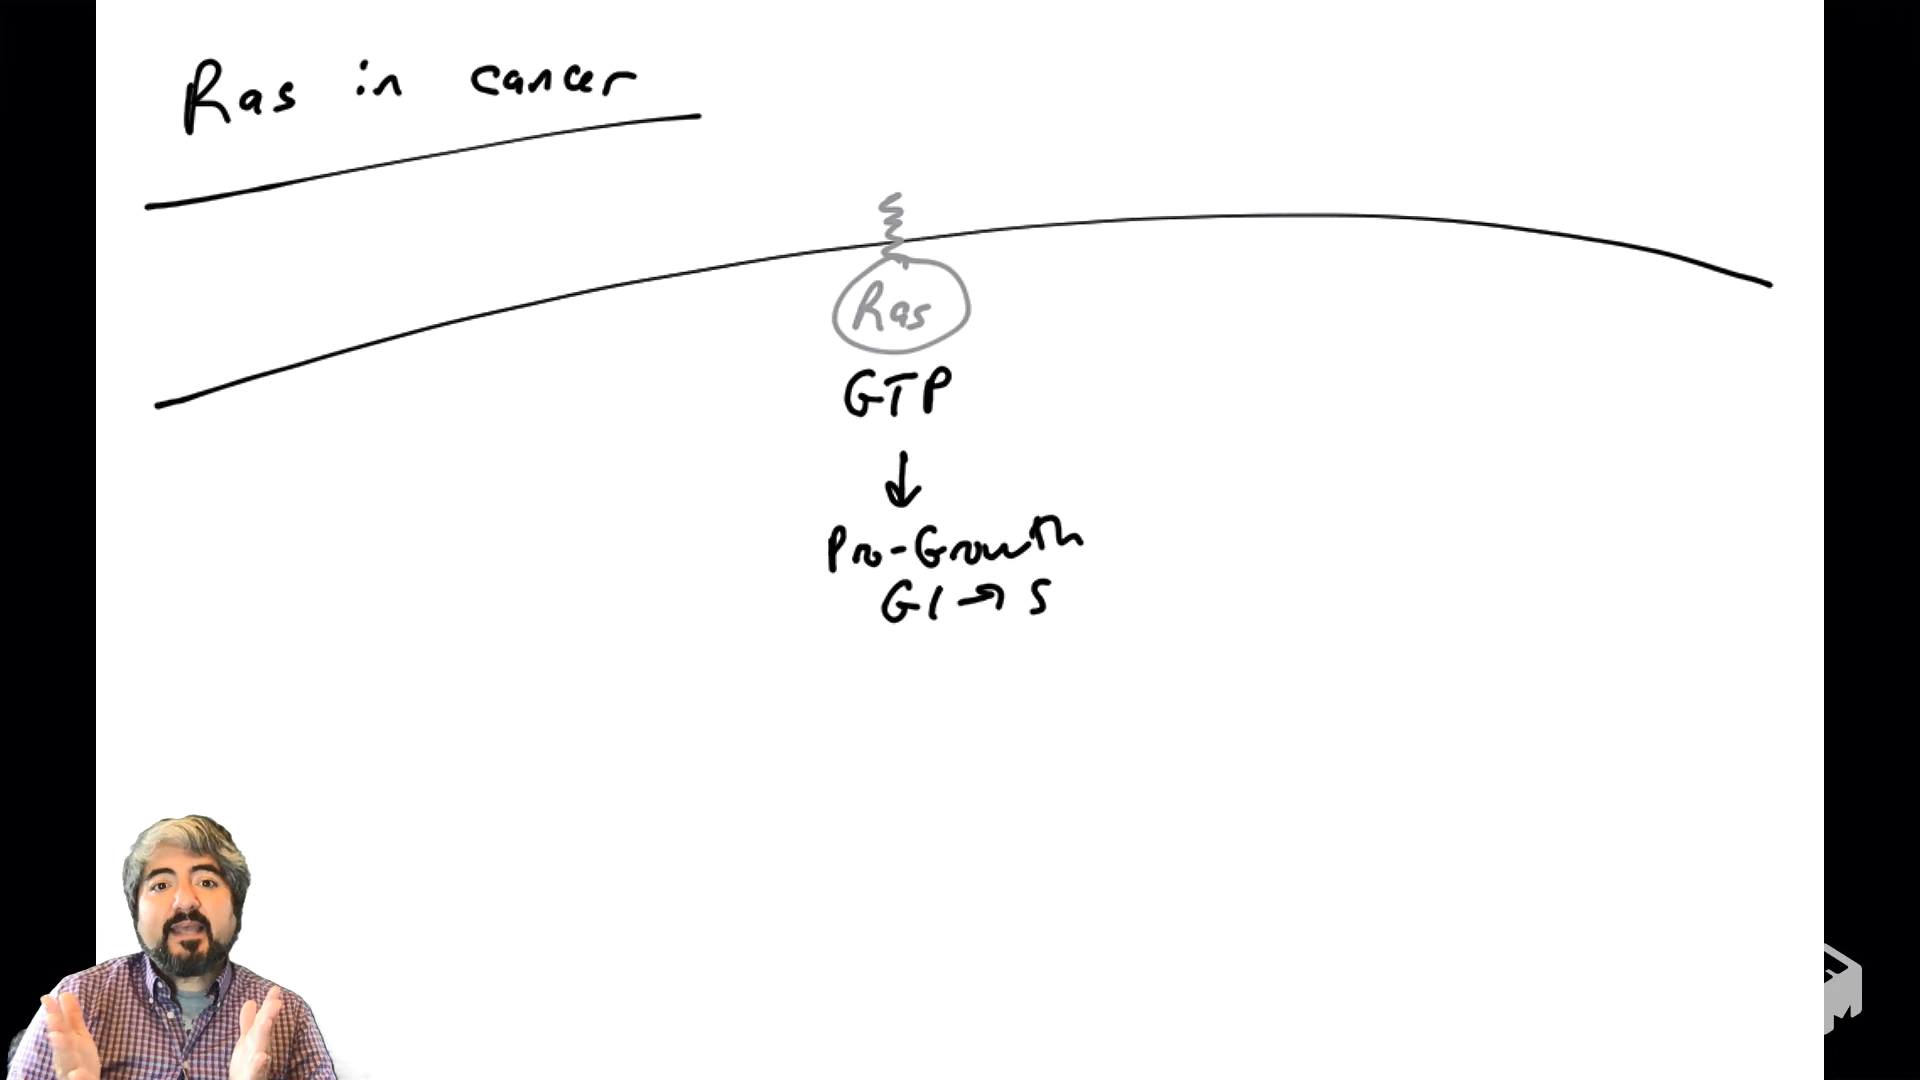 Ras in cancer
Ras
GTP
Pro-Growth
G1 → S